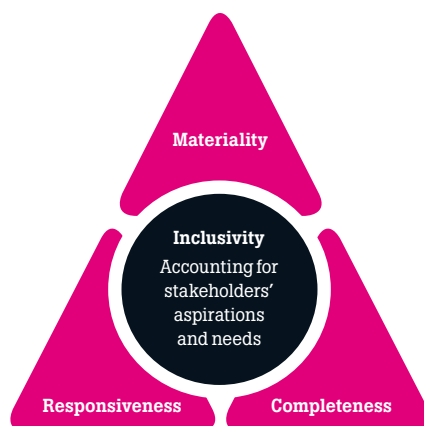 Materiality
Inclusivity
Accounting for
stakeholders’
aspirations
and needs
Responsiveness
Completeness